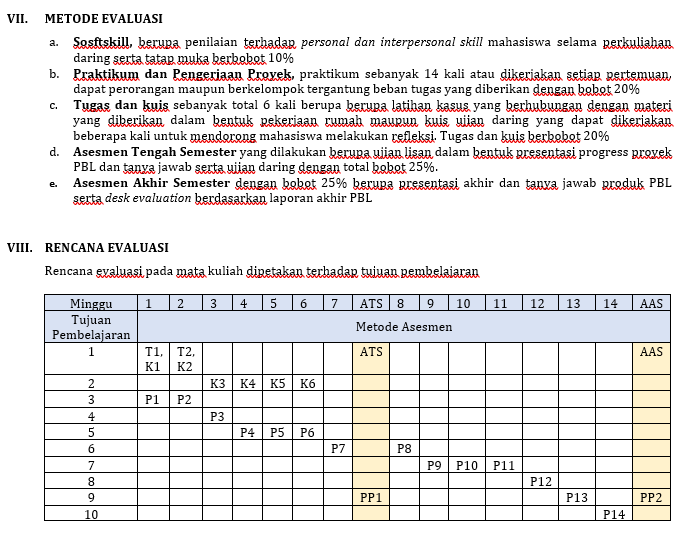 VII. METODE EVALUASI
a. Sosftskill, berupa penilaian terhadap personal dan interpersonal skill mahasiswa selama perkuliahan
daring serta tatap muka berbobot 10%
b. Praktikum dan Pengerjaan Proyek, praktikum sebanyak 14 kali atau dikerjakan setiap pertemuan,
dapat perorangan maupun berkelompok tergantung beban tugas yang diberikan dengan bobot 20%
c. Tugas dan kuis sebanyak total 6 kali berupa berupa latihan kasus yang berhubungan dengan materi
yang diberikan dalam bentuk pekerjaan rumah maupun kuis ujian daring yang dapat dikerjakan
beberapa kali untuk mendorong mahasiswa melakukan refleksi. Tugas dan kuis berbobot 20%
d. Asesmen Tengah Semester yang dilakukan berupa ujian lisan dalam bentuk presentasi progress proyek
PBL dan tanya jawab serta ujian daring dengan total bobot 25%.
e. Asesmen Akhir Semester dengan bobot 25% berupa presentasi akhir dan tanya jawab produk PBL
serta desk evaluation berdasarkan laporan akhir PBL
VIII. RENCANA EVALUASI
Rencana evaluasi pada mata kuliah dipetakan terhadap tujuan pembelajaran
Minggu 1 2 3 4 5 6 7 ATS 8 9 10 11 12 13 14 AAS
Tujuan
Pembelajaran
Metode Asesmen
1 T1, T2, ATS AAS
K1 K2
2 K3 K4 K5 K6
3 P1 P2
4 P3
5 P4 P5 P6
6 P7 P8
7 P9 P10 P11
8 P12
9 PP1 P13 PP2
10 P14